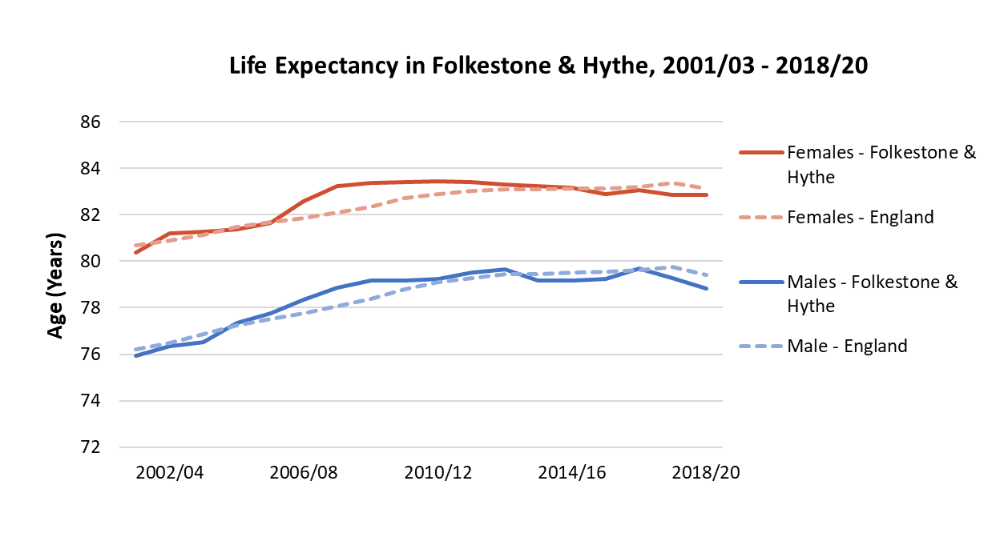 Life Expectancy in Folkestone & Hythe, 2001/03 - 2018/20
Age (Years)
86
84
82
80
78
76
74
72
2002/04 2006/08 2010/12 2014/16 2018/20
Females - Folkestone &
Hythe
Females - England
Males - Folkestone &
Hythe
Male - England